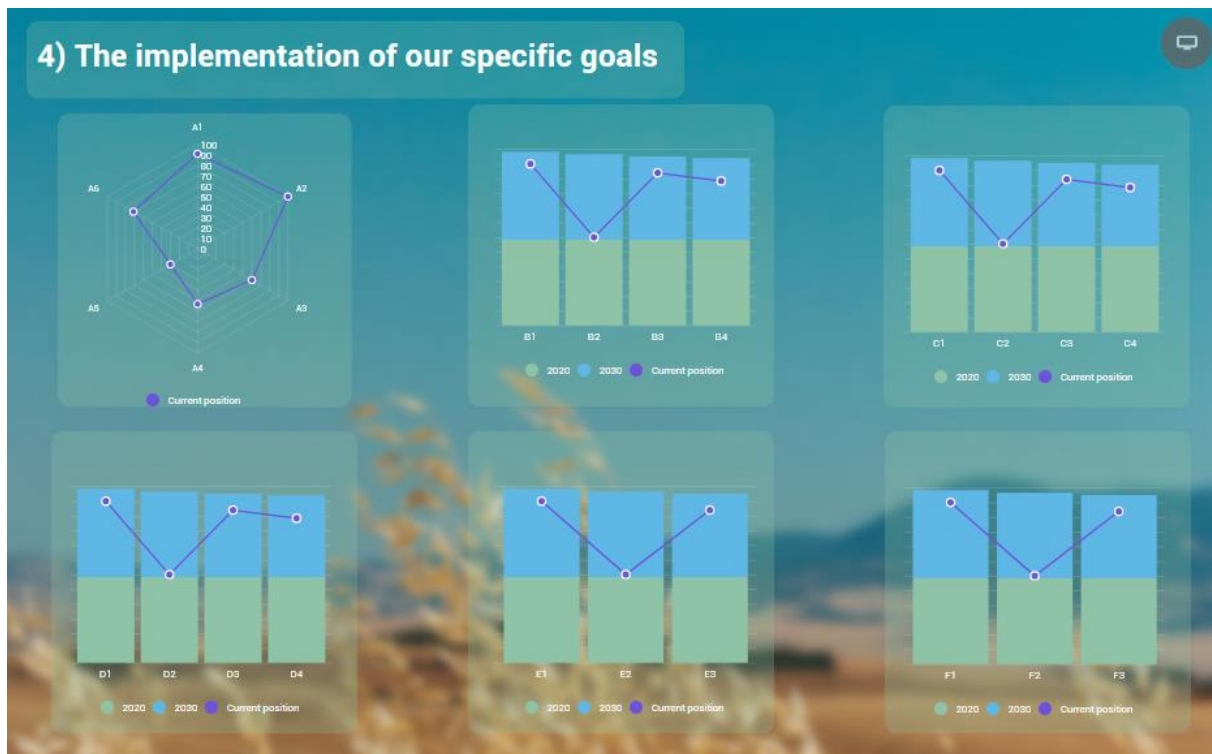 4) The implementation of our specific goals
A1
100
90
80
70
60
50
40
30
20
10
0
A2
A3
A4
A5
A6
Current position
B1 B2 B3 B4
2020 2030 Current position
C1 C2 C3 C4
2020 2030 Current position
D1 D2 D3 D4
2020 2030 Current position
E1 E2 E3
2020 2030 Current position
F1 F2 F3
2020 2030 Current position